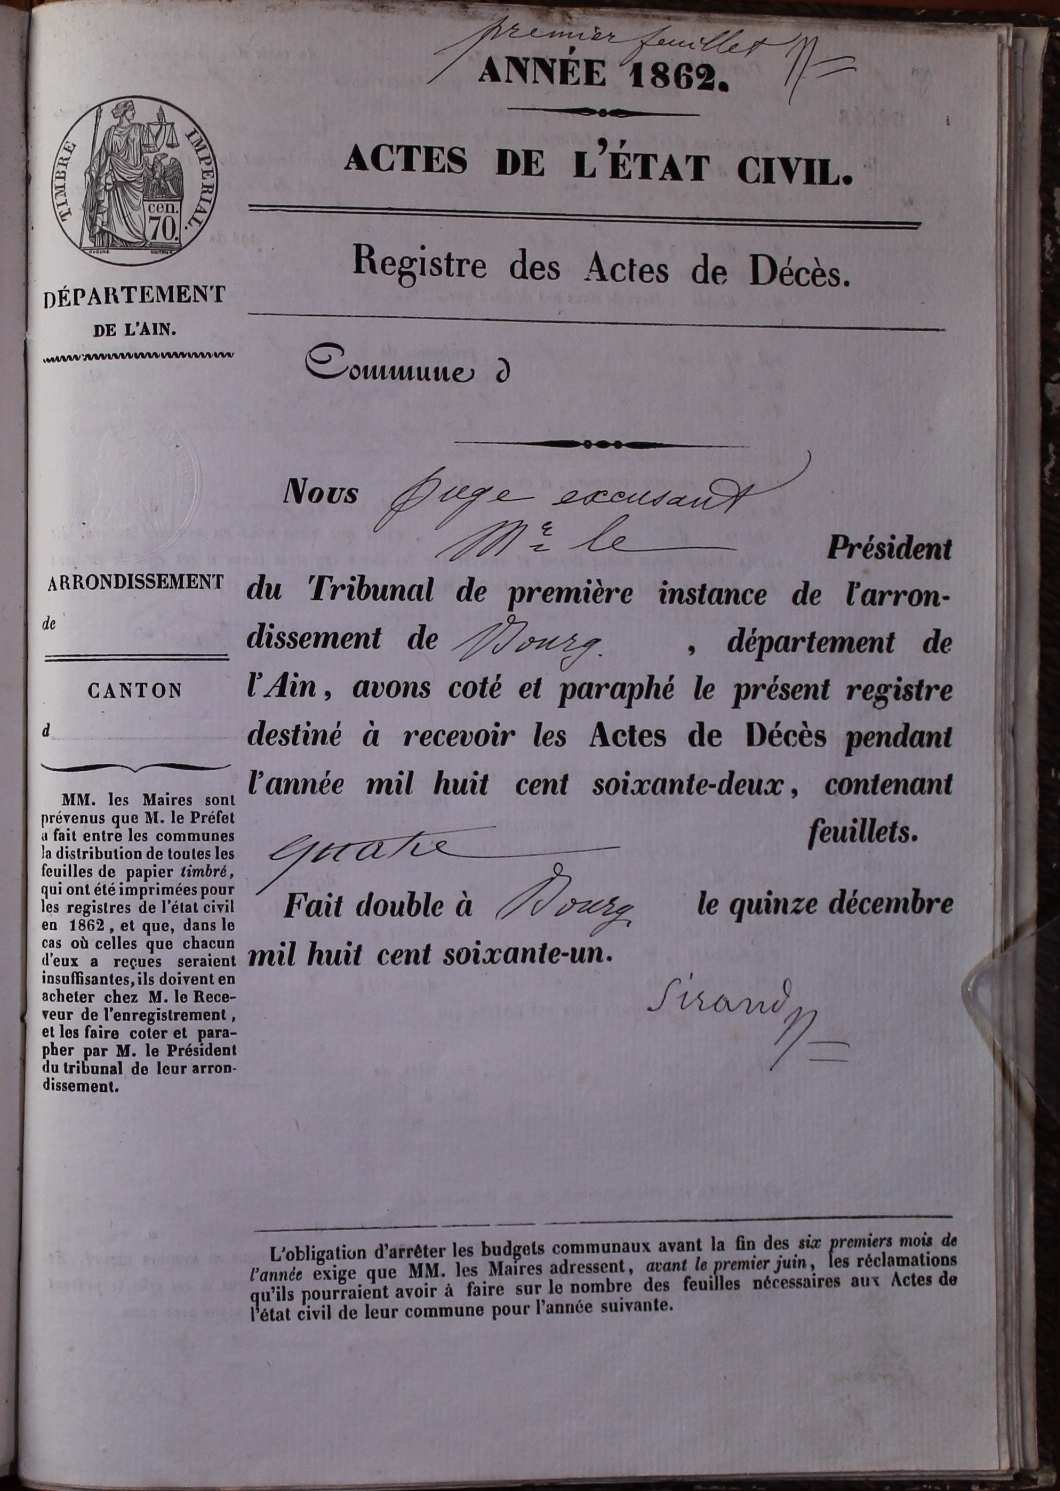 premier feuillet
ANNÉE 1862.
ACTES DE L'ÉTAT CIVIL.
TIMBRE IMPERIAL.
cen.
70.
DÉPARTEMENT
DE L'AIN.
Registre des Actes de Décès.
Commune d
Nous Juge excusant
Mr le Président
du Tribunal de première instance de l'arron-
dissement de Bourg. , département de
l'Ain, avons coté et paraphé le présent registre
destiné à recevoir les Actes de Décès pendant
l'année mil huit cent soixante-deux, contenant
quatre feuillets.
Fait double à Bourg le quinze décembre
mil huit cent soixante-un.
Sirand
ARRONDISSEMENT
de
CANTON
d
MM. les Maires sont
prévenus que M. le Préfet
a fait entre les communes
la distribution de toutes les
feuilles de papier timbré,
qui ont été imprimées pour
les registres de l'état civil
en 1862, et que, dans le
cas où celles que chacun
d'eux a reçues seraient
insuffisantes, ils doivent en
acheter chez M. le Rece-
veur de l'enregistrement,
et les faire coter et para-
pher par M. le Président
du tribunal de leur arron-
dissement.
L'obligation d'arrêter les budgets communaux avant la fin des six premiers mois de
l'année exige que MM. les Maires adressent, avant le premier juin, les réclamations
qu'ils pourraient avoir à faire sur le nombre des feuilles nécessaires aux Actes de
l'état civil de leur commune pour l'année suivante.